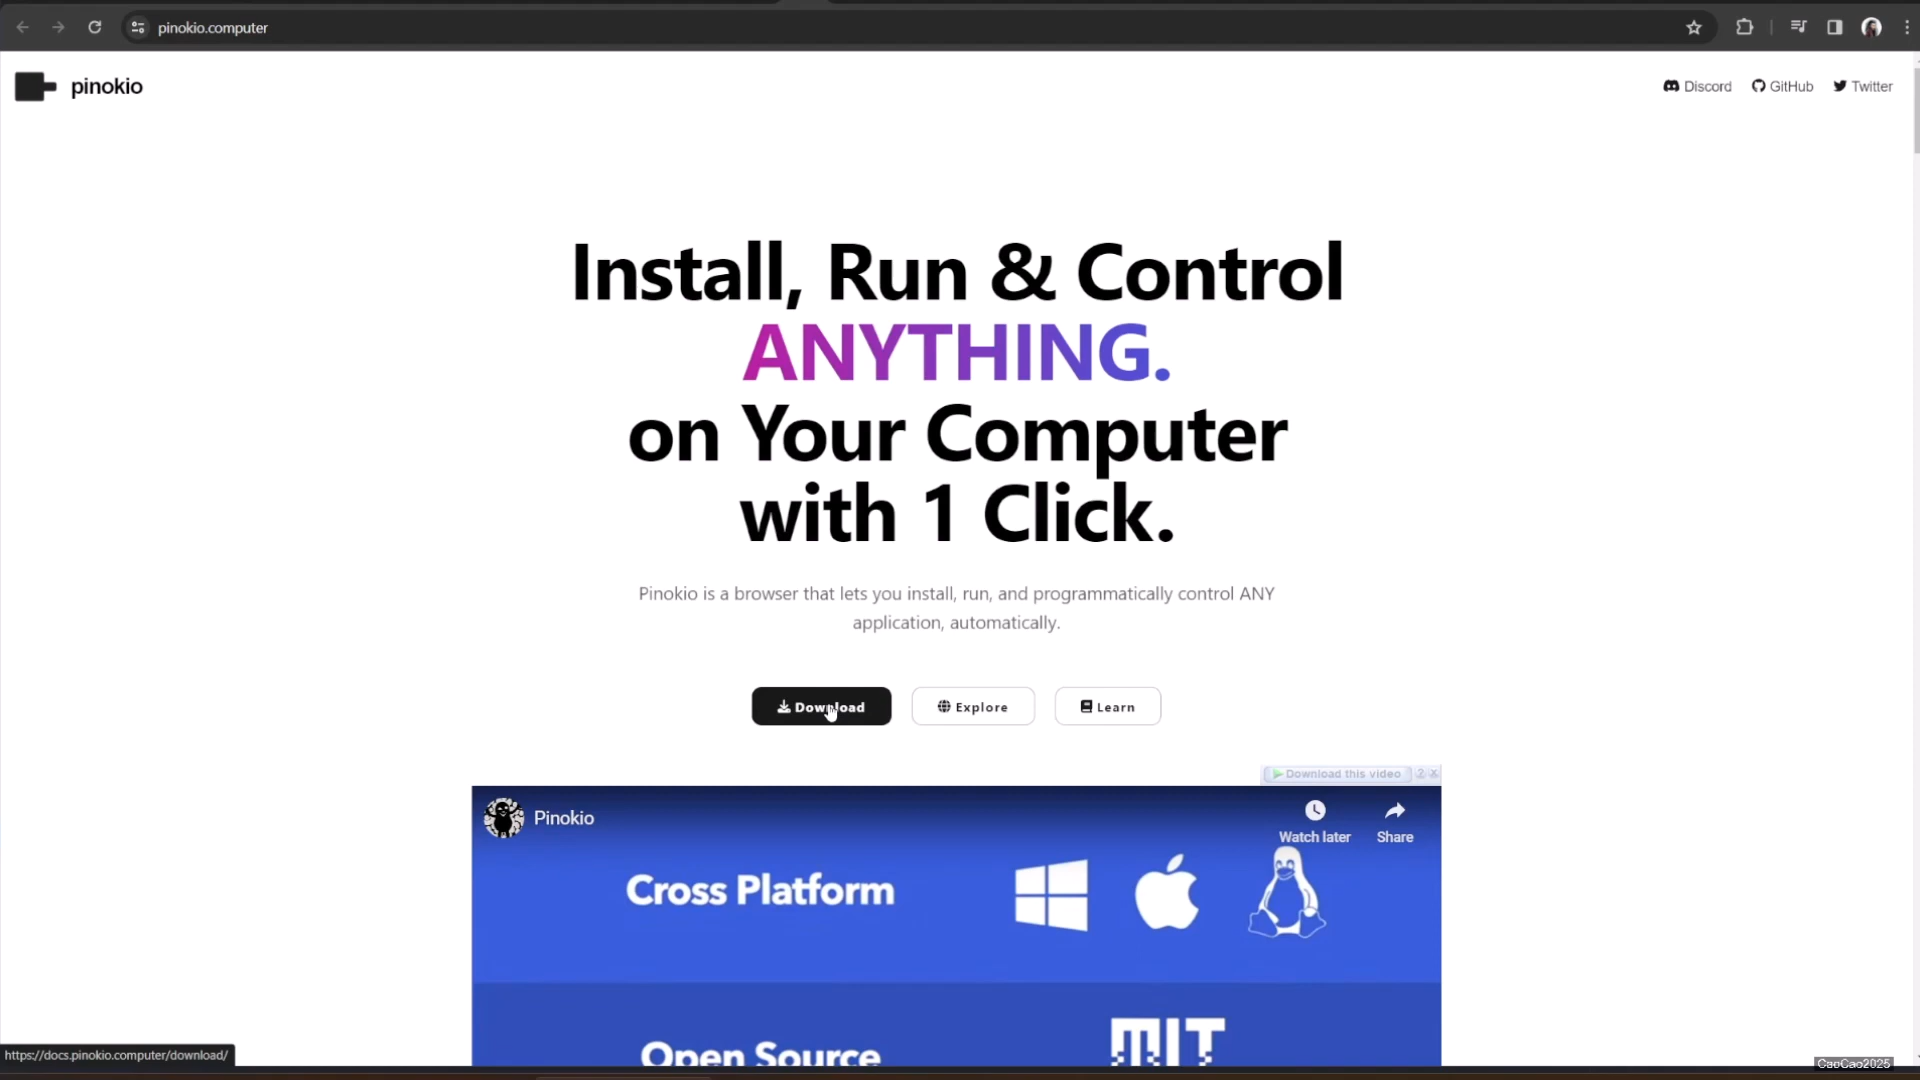 pinokio.computer
pinokio
Discord GitHub Twitter
Install, Run & Control
ANYTHING.
on Your Computer
with 1 Click.
Pinokio is a browser that lets you install, run, and programmatically control ANY
application, automatically.
Download Explore Learn
Download this video ? X
Pinokio
Watch later Share
Cross Platform
Open Source MIT
https://docs.pinokio.computer/download/
CaoCao2025